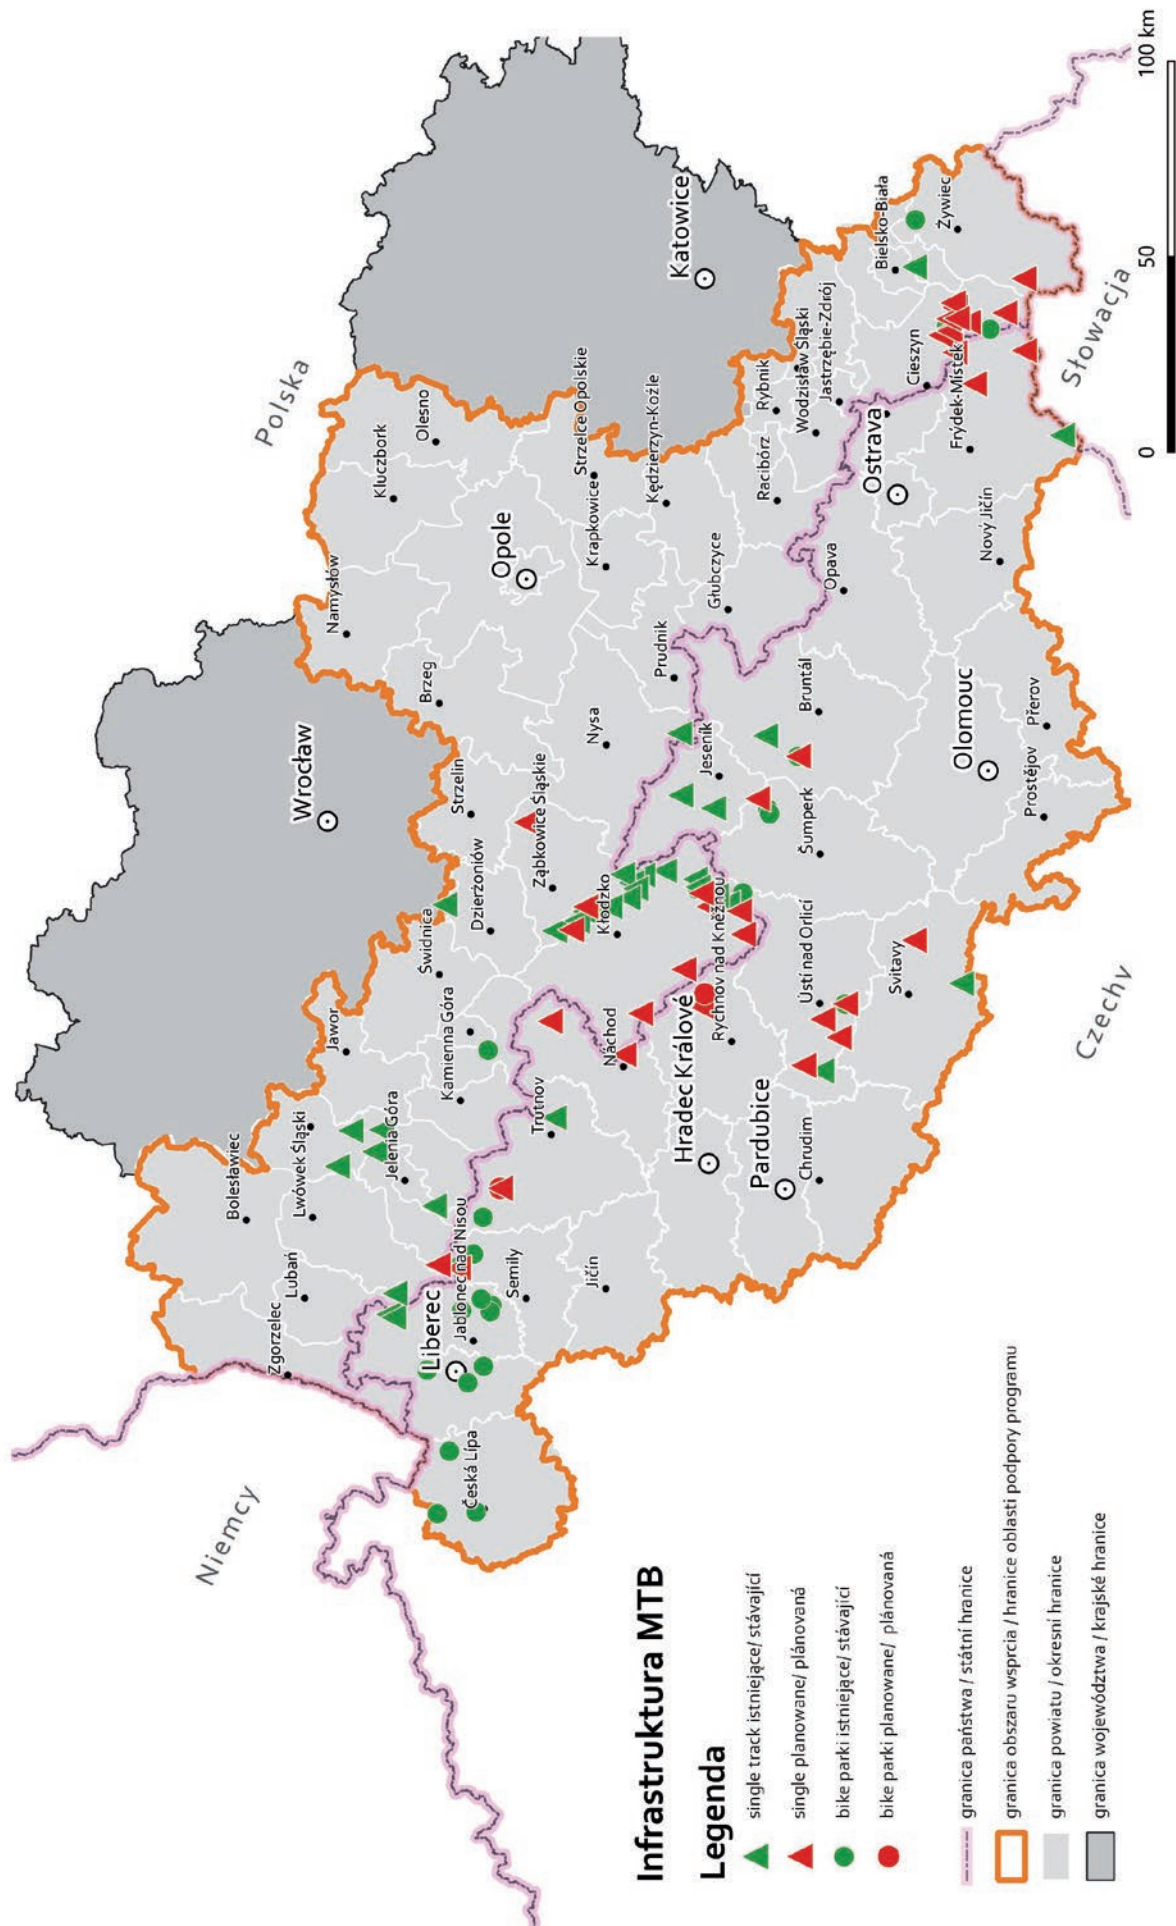 Infrastruktura MTB
Legenda
single track istniejące/ stávající
single planowane/ plánovaná
bike parki istniejące/ stávající
bike parki planowane/ plánovaná
granica państwa / státní hranice
granica obszaru wsprcia / hranice oblasti podpory programu
granica powiatu / okresní hranice
granica województwa / krajské hranice
Niemcy
Polska
Czechy
Słowacja
Zgorzelec
Bolesławiec
Lubań
Lwówek Śląski
Jawor
Jelenia Góra
Kamienna Góra
Świdnica
Wrocław
Dzierżoniów
Strzelin
Ząbkowice Śląskie
Kłodzko
Brzeg
Namysłów
Nysa
Opole
Kluczbork
Olesno
Prudnik
Krapkowice
Strzelce Opolskie
Kędzierzyn-Koźle
Głubczyce
Racibórz
Rybnik
Wodzisław Śląski
Jastrzębie-Zdrój
Katowice
Bielsko-Biała
Cieszyn
Żywiec
Česká Lípa
Liberec
Jablonec nad Nisou
Semily
Jičín
Trutnov
Náchod
Hradec Králové
Rychnov nad Kněžnou
Pardubice
Chrudim
Ústí nad Orlicí
Svitavy
Jeseník
Šumperk
Bruntál
Opava
Olomouc
Prostějov
Přerov
Ostrava
Nový Jičín
Frýdek-Místek
0 50 100 km